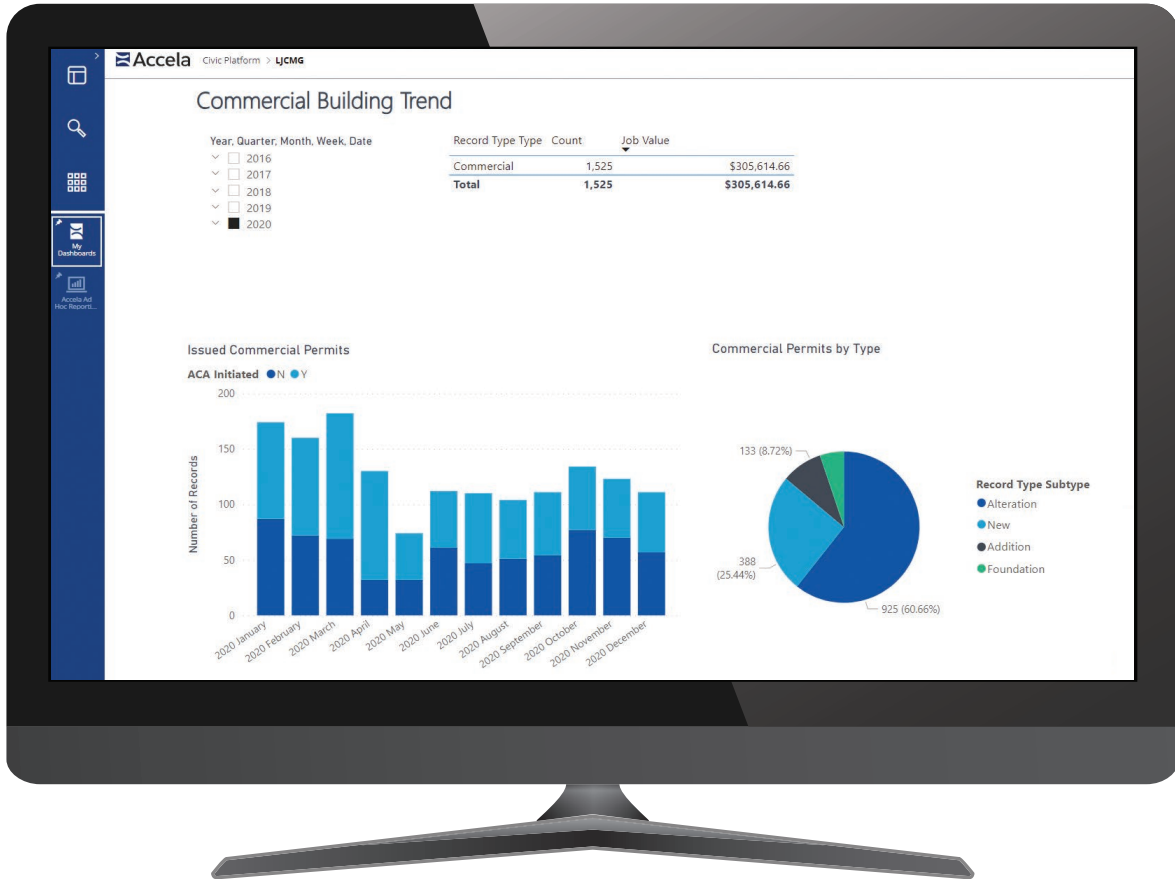 Accela Civic Platform > LJCMG
Commercial Building Trend
Year, Quarter, Month, Week, Date
2016
2017
2018
2019
2020
Record Type Type Count Job Value
Commercial 1,525 $305,614.66
Total 1,525 $305,614.66
My
Dashboards
Accela Ad
Hoc Reporti...
Issued Commercial Permits
ACA Initiated N Y
200
150
100
50
0
Number of Records
2020 January
2020 February
2020 March
2020 April
2020 May
2020 June
2020 July
2020 August
2020 September
2020 October
2020 November
2020 December
Commercial Permits by Type
133 (8.72%)
388
(25.44%)
925 (60.66%)
Record Type Subtype
Alteration
New
Addition
Foundation